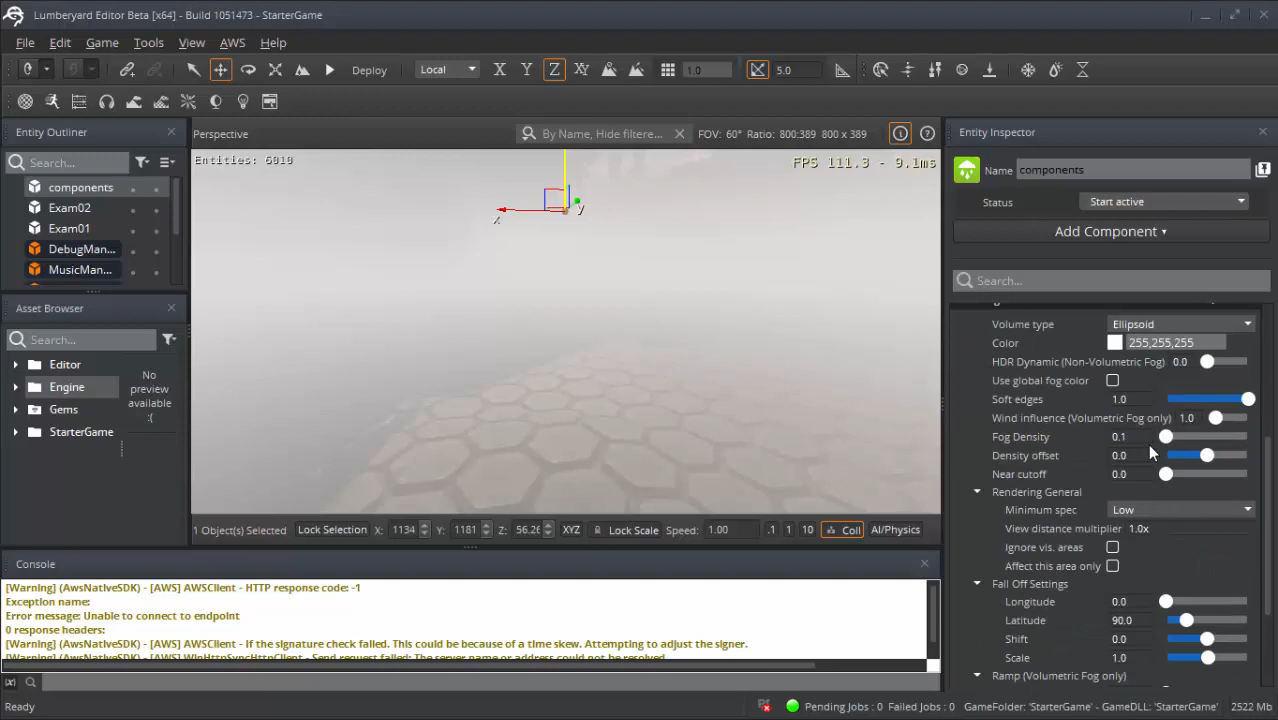 Lumberyard Editor Beta [x64] - Build 1051473 - StarterGame
File Edit Game Tools View AWS Help
Deploy Local X Y Z XY 1.0 5.0
Entity Outliner
Search...
components
Exam02
Exam01
DebugMan...
MusicMan...
Asset Browser
Search...
Editor
Engine
Gems
StarterGame
No
preview
available
:(
Perspective By Name, Hide filtere... FOV: 60° Ratio: 800:389 800 x 389
Entities: 6010 FPS 111.3 - 9.1ms
x y
1 Object(s) Selected Lock Selection X: 1134 Y: 1181 Z: 56.26 XYZ Lock Scale Speed: 1.00 .1 1 10 Coll AI/Physics
Console
[Warning] (AwsNativeSDK) - [AWS] AWSClient - HTTP response code: -1
Exception name:
Error message: Unable to connect to endpoint
0 response headers:
[Warning] (AwsNativeSDK) - [AWS] AWSClient - If the signature check failed. This could be because of a time skew. Attempting to adjust the signer.
[Warning] (AwsNativeSDK) - [AWS] WinHttpSyncHttpClient - Send request failed: The server name or address could not be resolved
Entity Inspector
Name components
Status Start active
Add Component
Search...
Volume type Ellipsoid
Color 255,255,255
HDR Dynamic (Non-Volumetric Fog) 0.0
Use global fog color
Soft edges 1.0
Wind influence (Volumetric Fog only) 1.0
Fog Density 0.1
Density offset 0.0
Near cutoff 0.0
Rendering General
Minimum spec Low
View distance multiplier 1.0x
Ignore vis. areas
Affect this area only
Fall Off Settings
Longitude 0.0
Latitude 90.0
Shift 0.0
Scale 1.0
Ramp (Volumetric Fog only)
Ready Pending Jobs : 0 Failed Jobs : 0 GameFolder: 'StarterGame' - GameDLL: 'StarterGame' 2522 Mb